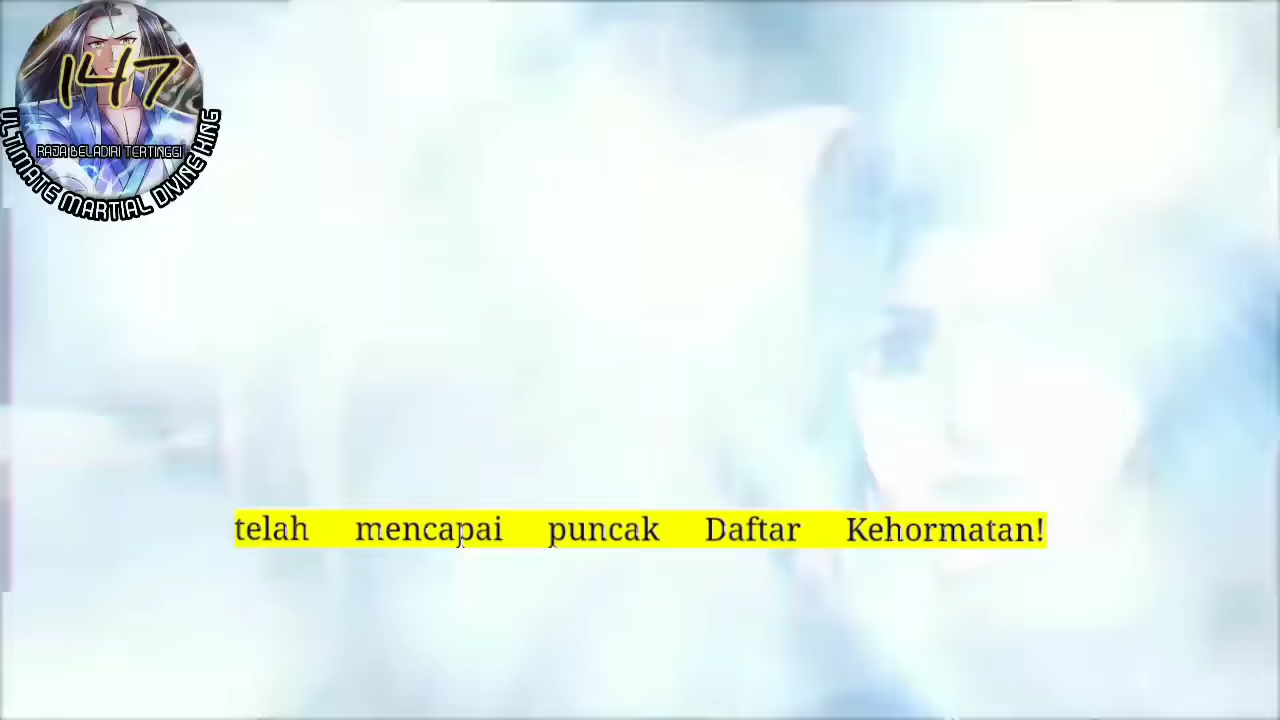 147
RAJA BELADIRI TERTINGGI
ULTIMATE MARTIAL DIVINE KING
telah mencapai puncak Daftar Kehormatan!